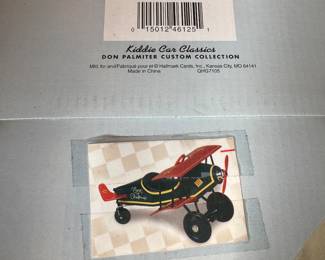 0 15012 46125 1
Kiddie Car Classics
DON PALMITER CUSTOM COLLECTION
Mfd. for and/Fabriqué pour et © Hallmark Cards, Inc., Kansas City, MO 64141
Made in China QHG7105